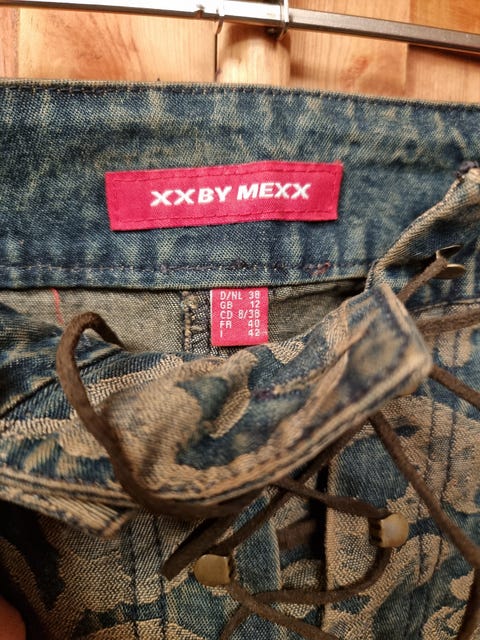 XX BY MEXX
D/NL 38
GB 12
CD 8/38
FR 40
I 42